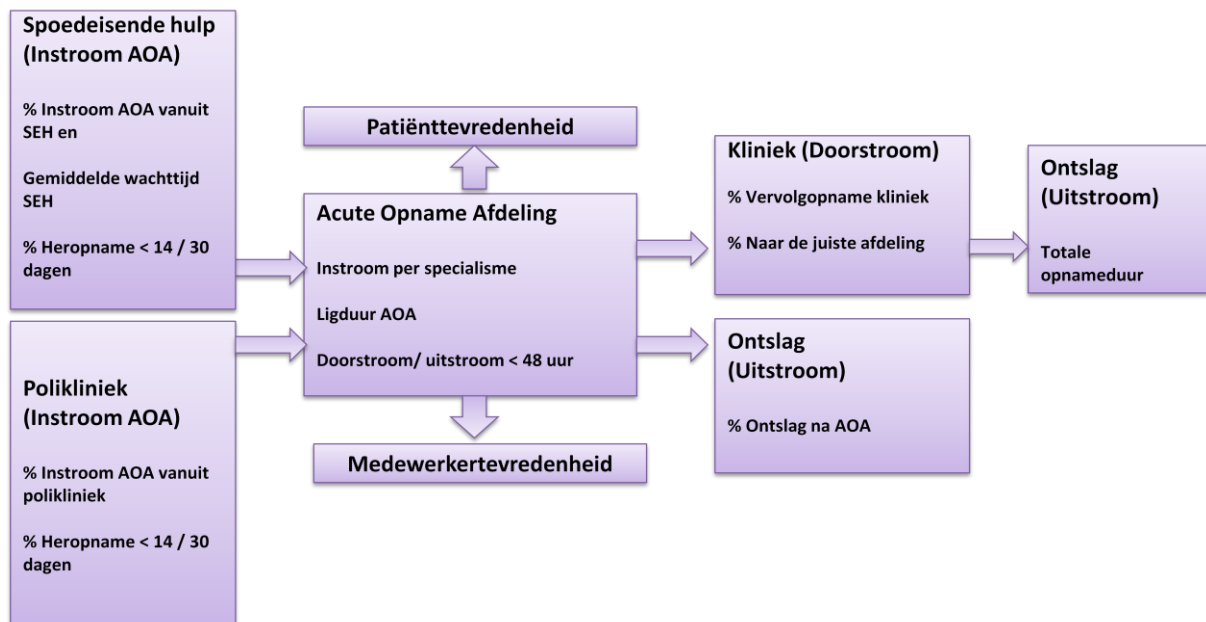 Spoedeisende hulp
(Instroom AOA)
% Instroom AOA vanuit
SEH en
Gemiddelde wachttijd
SEH
% Heropname < 14 / 30
dagen
Polikliniek
(Instroom AOA)
% Instroom AOA vanuit
polikliniek
% Heropname < 14 / 30
dagen
Patiënttevredenheid
Acute Opname Afdeling
Instroom per specialisme
Ligduur AOA
Doorstroom/ uitstroom < 48 uur
Medewerkertevredenheid
Kliniek (Doorstroom)
% Vervolgopname kliniek
% Naar de juiste afdeling
Ontslag
(Uitstroom)
% Ontslag na AOA
Ontslag
(Uitstroom)
Totale
opnameduur